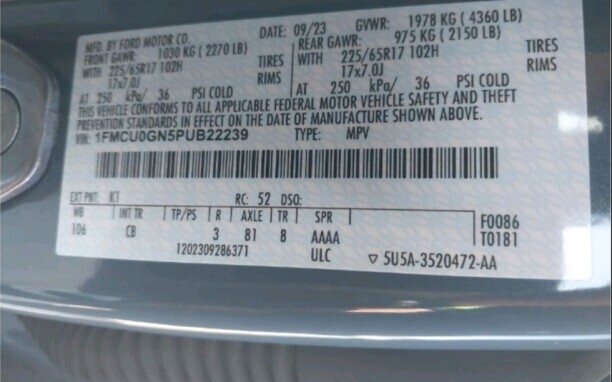 MFD. BY FORD MOTOR CO.
DATE: 09/23 GVWR: 1978 KG ( 4360 LB)
FRONT GAWR: 1030 KG ( 2270 LB) REAR GAWR: 975 KG ( 2150 LB)
WITH 225/65R17 102H TIRES WITH 225/65R17 102H TIRES
17x7.0J RIMS 17x7.0J RIMS
AT 250 kPa/ 36 PSI COLD AT 250 kPa/ 36 PSI COLD
THIS VEHICLE CONFORMS TO ALL APPLICABLE FEDERAL MOTOR VEHICLE SAFETY AND THEFT
PREVENTION STANDARDS IN EFFECT ON THE DATE OF MANUFACTURE SHOWN ABOVE.
VIN: 1FMCU0GN5PUB22239 TYPE: MPV
EXT PNT: K1 RC: 52 DSO:
WB INT TR TP/PS R AXLE TR SPR F0086
106 CB 3 81 8 AAAA T0181
1202309286371 ULC ▽ 5U5A-3520472-AA